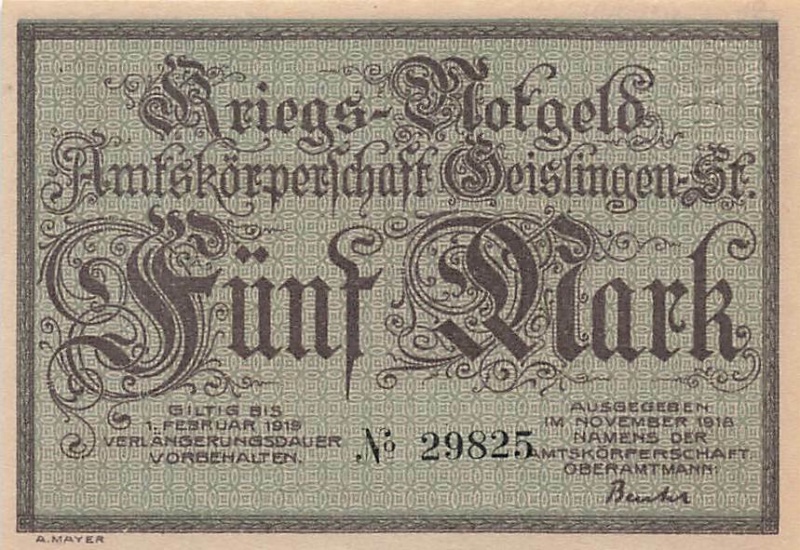 Kriegs-Notgeld
Amtskörperschaft Geislingen-St.
Fünf Mark
GILTIG BIS
1. FEBRUAR 1919
VERLÄNGERUNGSDAUER
VORBEHALTEN.
No 29825
AUSGEGEBEN
IM NOVEMBER 1918
NAMENS DER
AMTSKÖRPERSCHAFT
OBERAMTMANN:
A. MAYER